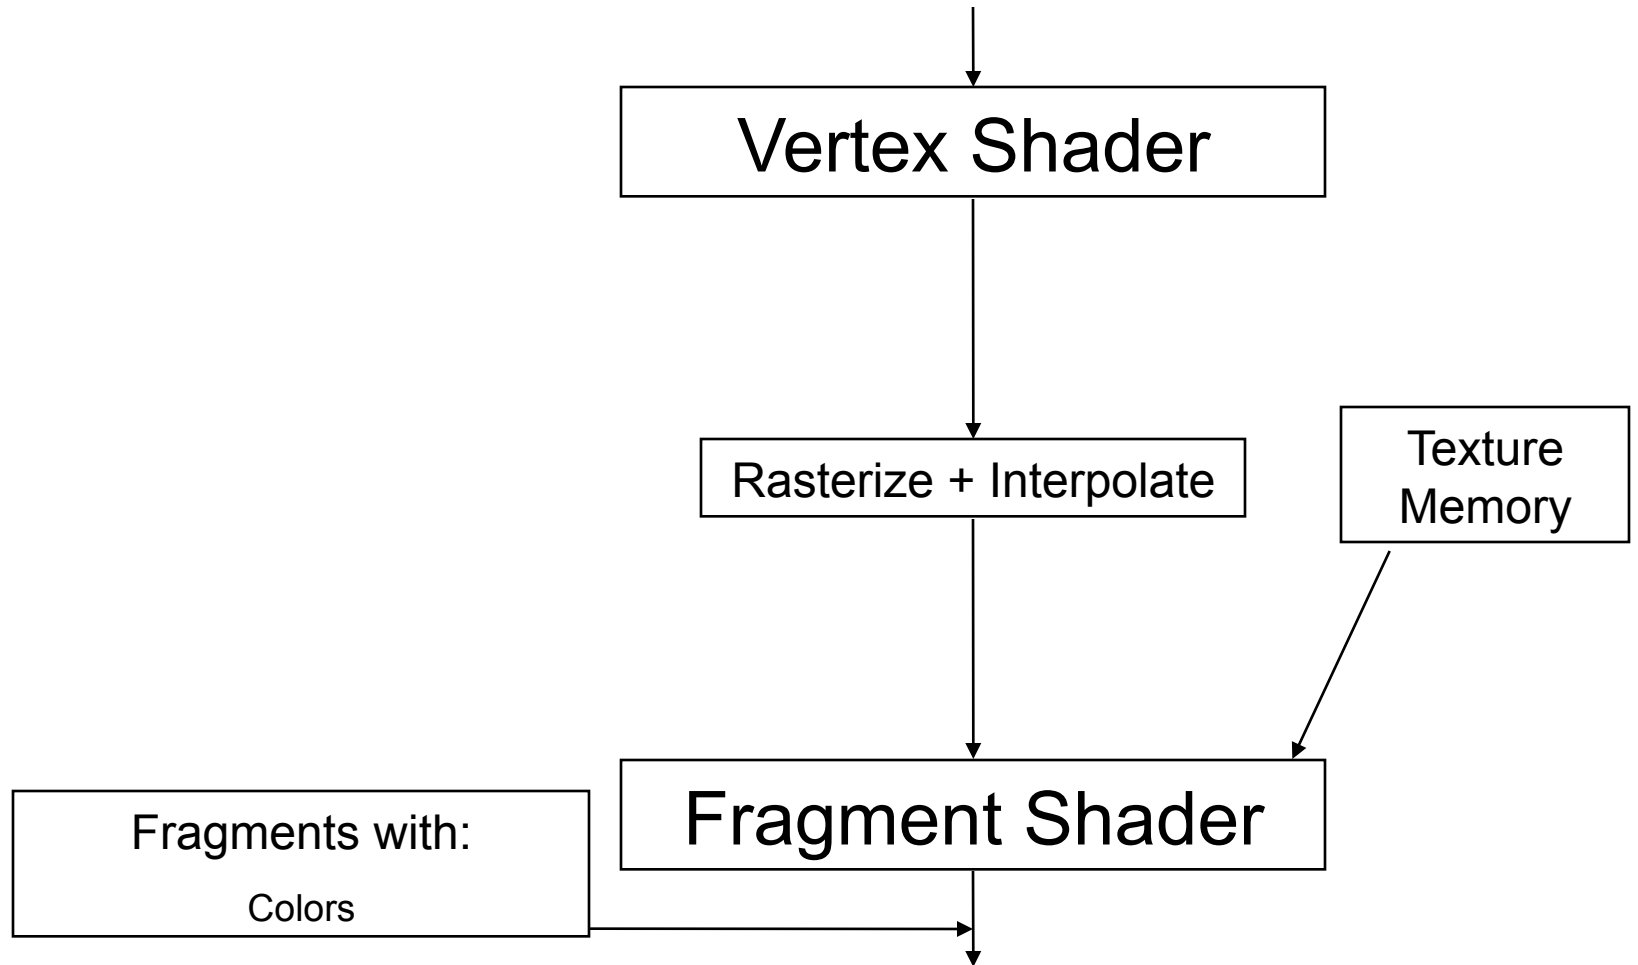 Vertex Shader
Rasterize + Interpolate
Texture
Memory
Fragment Shader
Fragments with:
Colors